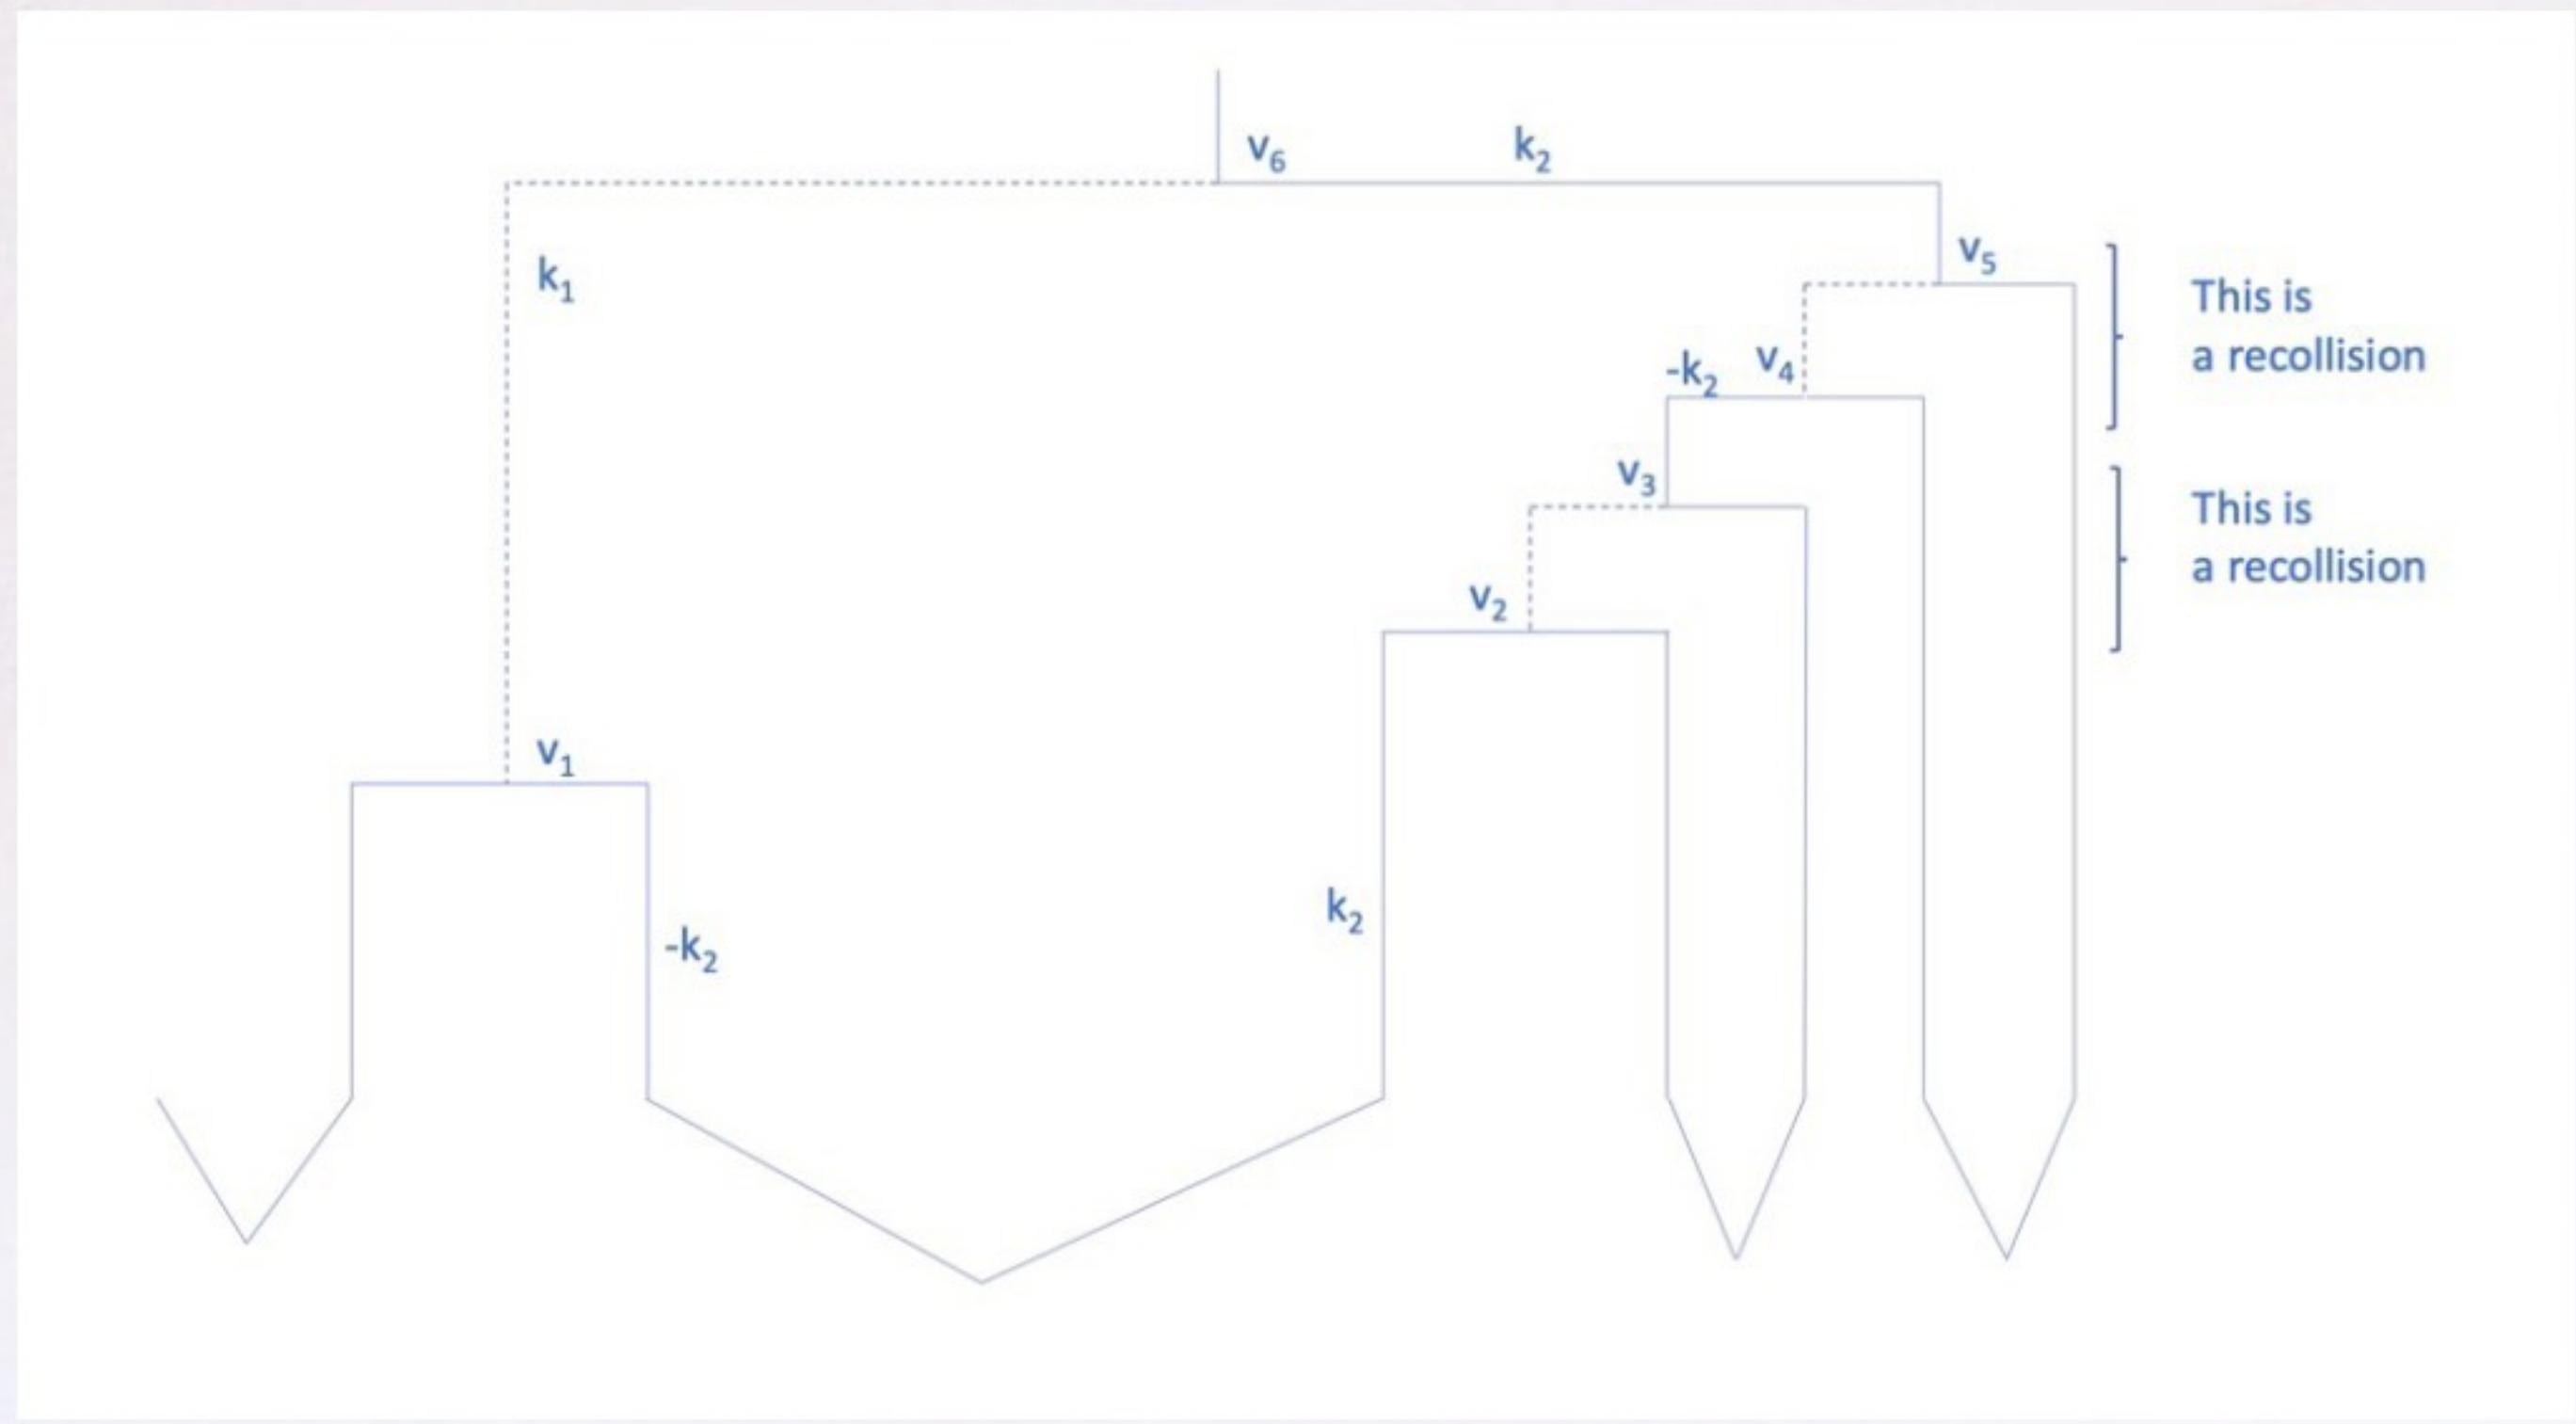 v₆
k₂
v₅
k₁
This is
a recollision
-k₂
v₄
v₃
This is
a recollision
v₂
v₁
k₂
-k₂